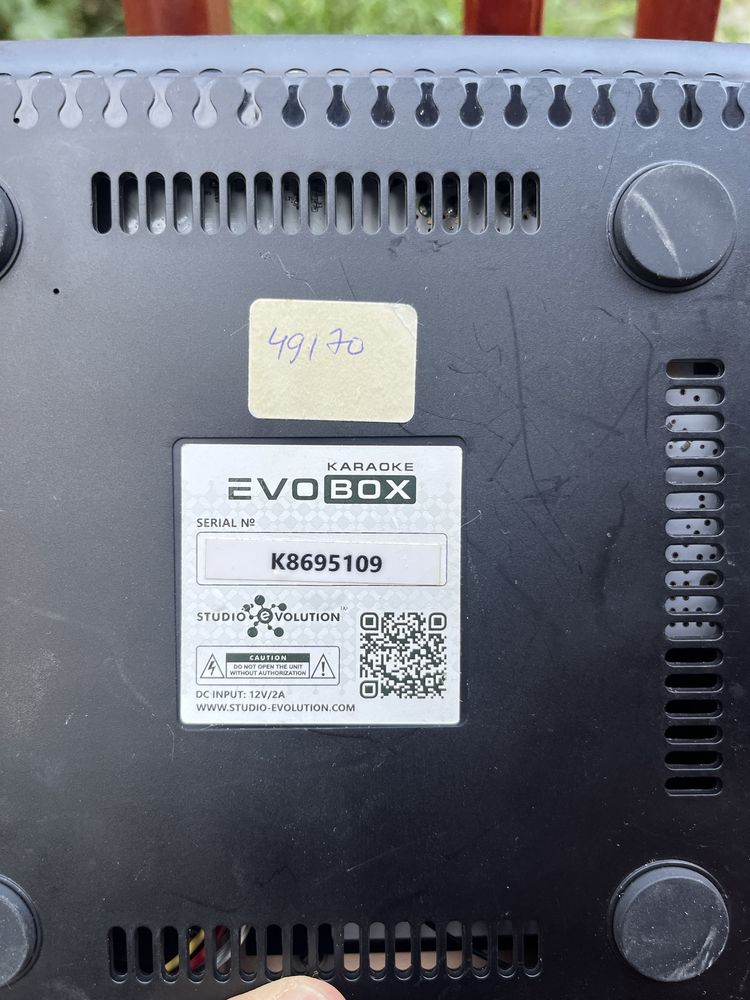 49170
KARAOKE
EVOBOX
SERIAL №
K8695109
STUDIO EVOLUTION™
CAUTION
DO NOT OPEN THE UNIT
WITHOUT AUTHORIZATION
DC INPUT: 12V/2A
WWW.STUDIO-EVOLUTION.COM